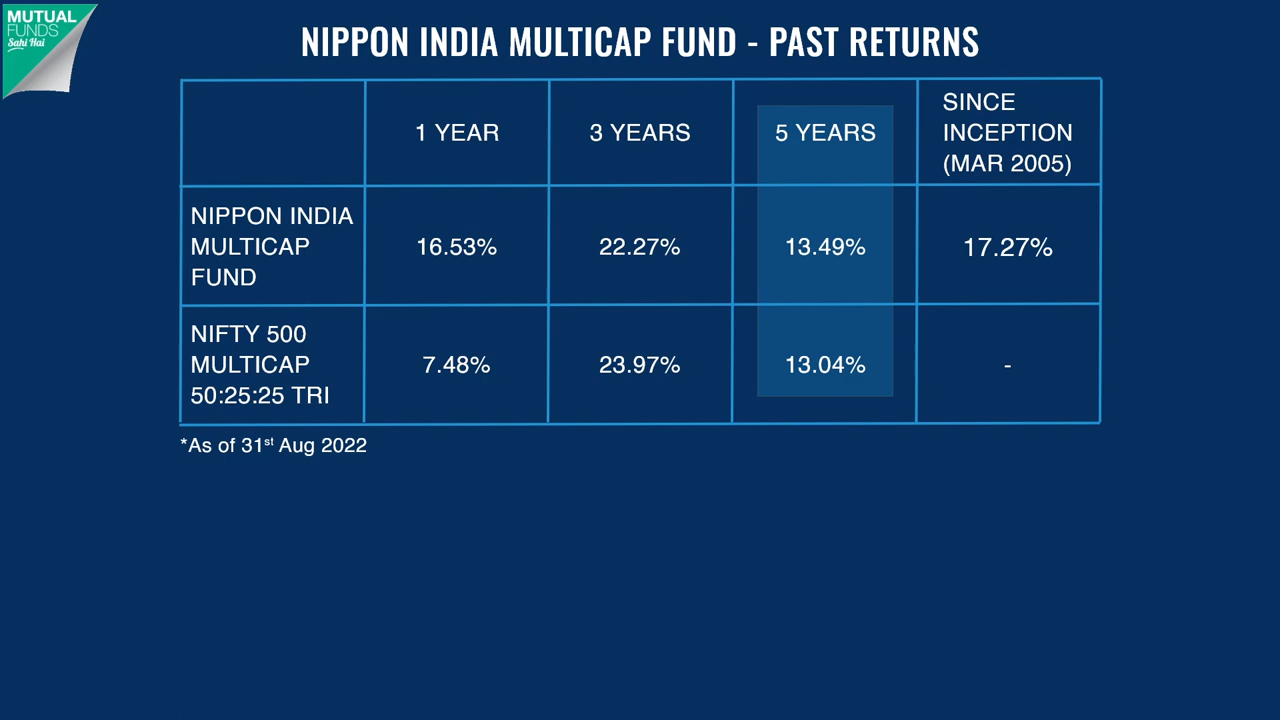 MUTUAL
FUNDS
Sahi Hai
NIPPON INDIA MULTICAP FUND - PAST RETURNS
1 YEAR
3 YEARS
5 YEARS
SINCE
INCEPTION
(MAR 2005)
NIPPON INDIA
MULTICAP
FUND
16.53%
22.27%
13.49%
17.27%
NIFTY 500
MULTICAP
50:25:25 TRI
7.48%
23.97%
13.04%
-
*As of 31st Aug 2022